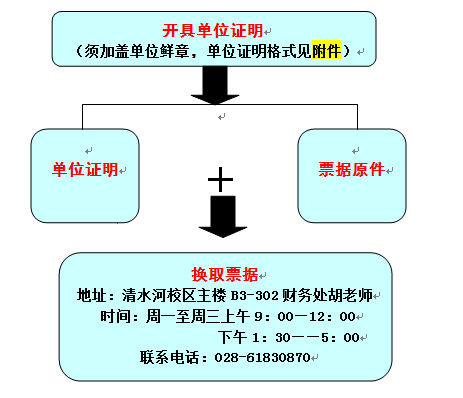 开具单位证明
（须加盖单位鲜章，单位证明格式见附件）
单位证明
+
票据原件
换取票据
地址：清水河校区主楼 B3-302 财务处胡老师
时间：周一至周三上午 9：00—12：00
下午 1：30——5：00
联系电话：028-61830870